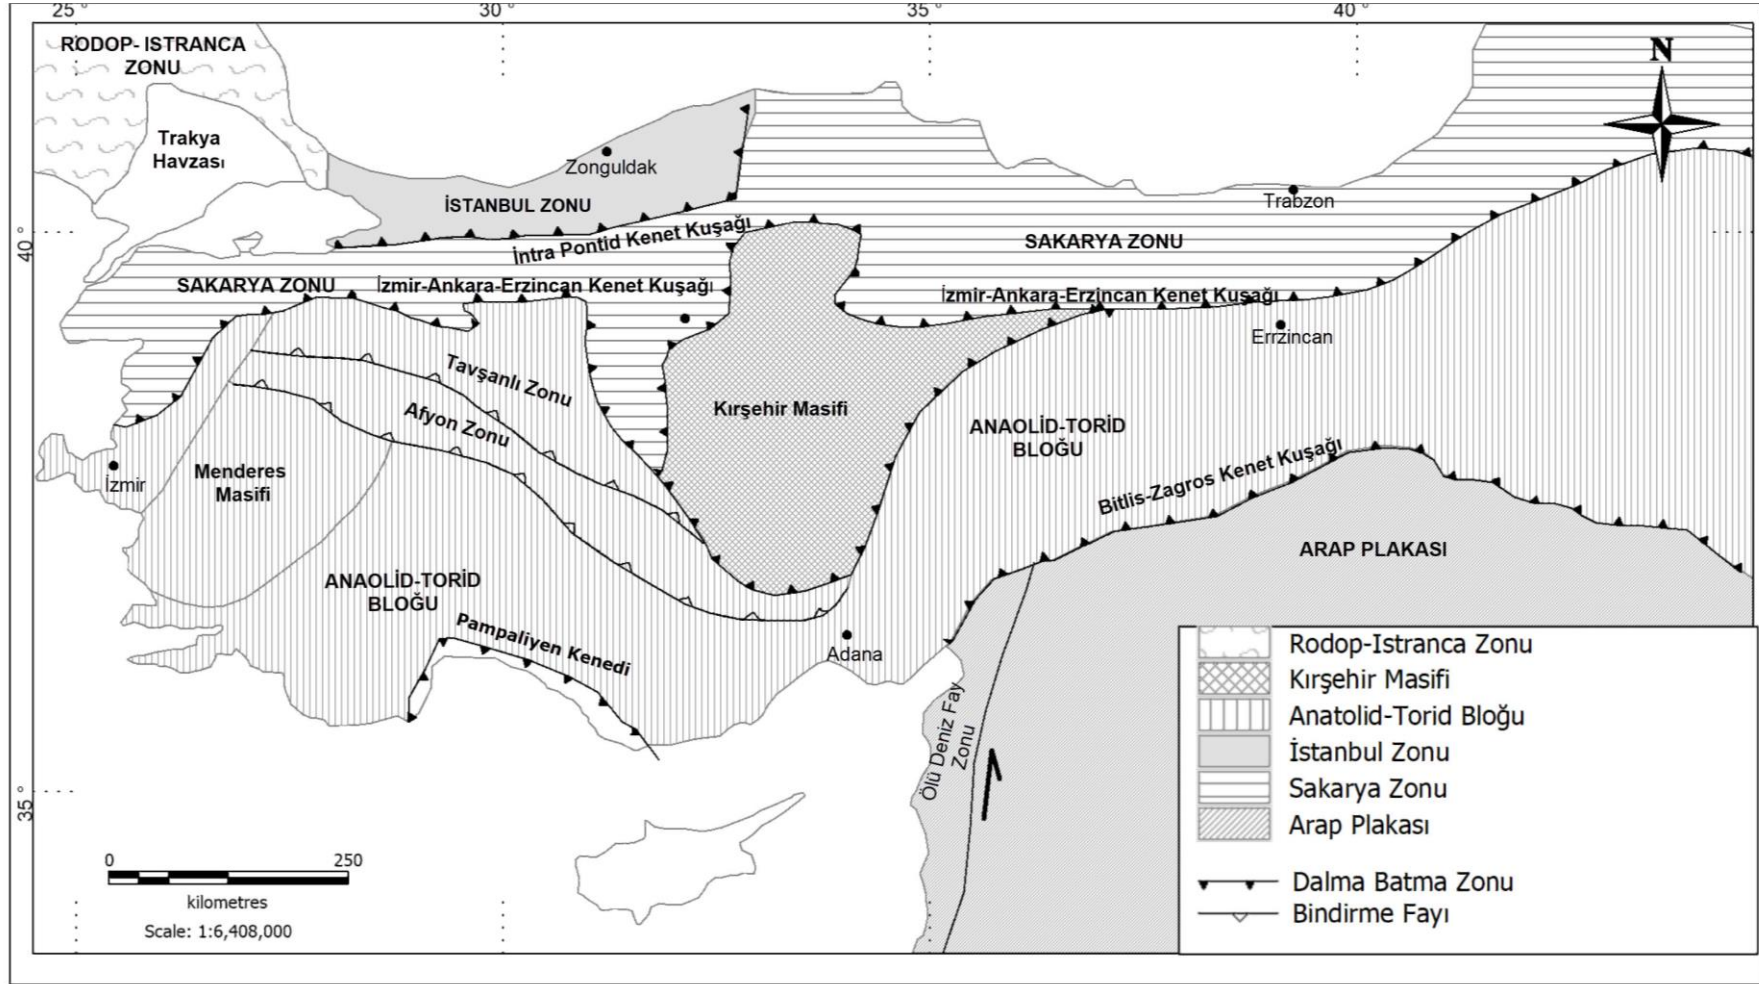 25 °
30 °
35 °
40 °
RODOP- ISTRANCA
ZONU
N
Trakya
Havzası
Zonguldak
İSTANBUL ZONU
Trabzon
İntra Pontid Kenet Kuşağı
SAKARYA ZONU
40 °
SAKARYA ZONU
İzmir-Ankara-Erzincan Kenet Kuşağı
İzmir-Ankara-Erzincan Kenet Kuşağı
Errzincan
Tavşanlı Zonu
Afyon Zonu
Kırşehir Masifi
ANAOLİD-TORİD
BLOĞU
Menderes
Masifi
İzmir
Bitlis-Zagros Kenet Kuşağı
ARAP PLAKASI
ANAOLİD-TORİD
BLOĞU
Pampaliyen Kenedi
Adana
Ölü Deniz Fay
Zonu
35 °
Rodop-Istranca Zonu
Kırşehir Masifi
Anatolid-Torid Bloğu
İstanbul Zonu
Sakarya Zonu
Arap Plakası
Dalma Batma Zonu
Bindirme Fayı
0 250
kilometres
Scale: 1:6,408,000